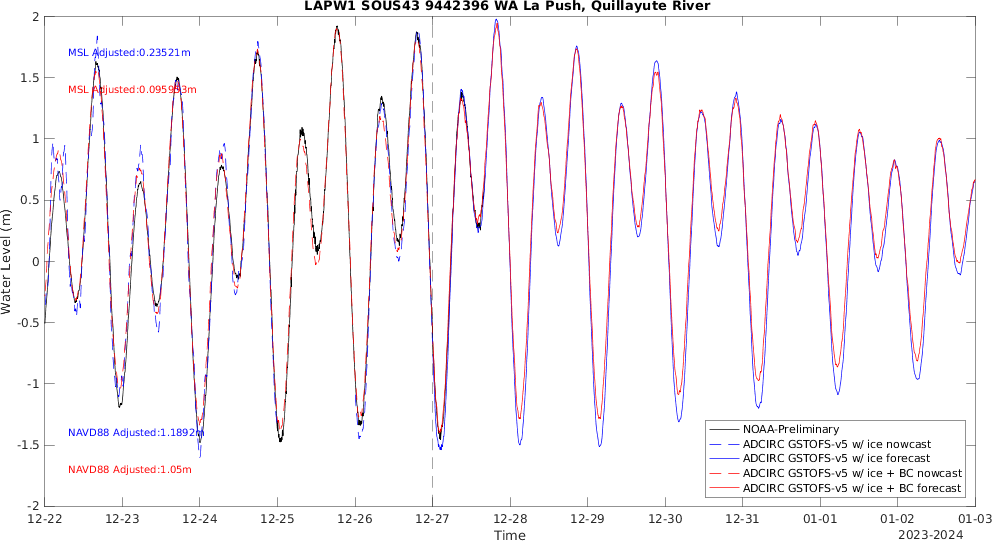 LAPW1 SOUS43 9442396 WA La Push, Quillayute River
Water Level (m)
2
1.5
1
0.5
0
-0.5
-1
-1.5
-2
MSL Adjusted:0.23521m
MSL Adjusted:0.095993m
NAVD88 Adjusted:1.1892m
NAVD88 Adjusted:1.05m
NOAA-Preliminary
ADCIRC GSTOFS-v5 w/ ice nowcast
ADCIRC GSTOFS-v5 w/ ice forecast
ADCIRC GSTOFS-v5 w/ ice + BC nowcast
ADCIRC GSTOFS-v5 w/ ice + BC forecast
12-22 12-23 12-24 12-25 12-26 12-27 12-28 12-29 12-30 12-31 01-01 01-02 01-03
Time
2023-2024